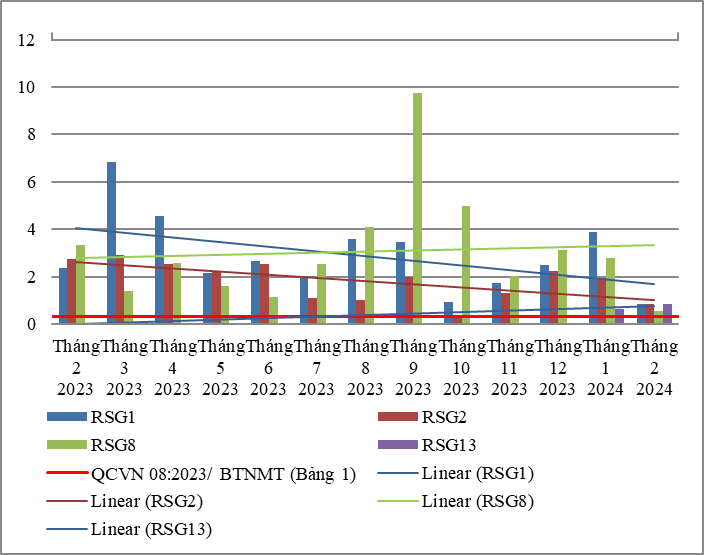 12
10
8
6
4
2
0
Tháng 2 2023
Tháng 3 2023
Tháng 4 2023
Tháng 5 2023
Tháng 6 2023
Tháng 7 2023
Tháng 8 2023
Tháng 9 2023
Tháng 10 2023
Tháng 11 2023
Tháng 12 2023
Tháng 1 2024
Tháng 2 2024
RSG1
RSG2
RSG8
RSG13
QCVN 08:2023/ BTNMT (Bảng 1)
Linear (RSG1)
Linear (RSG2)
Linear (RSG8)
Linear (RSG13)